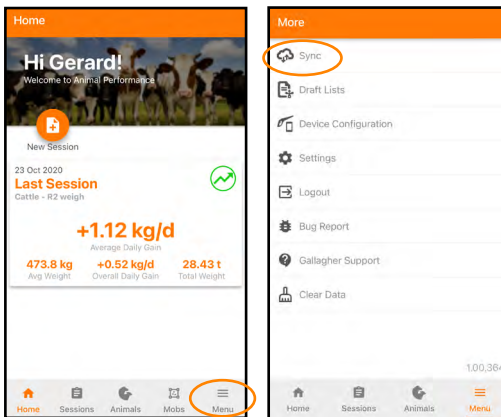 Home
Hi Gerard!
Welcome to Animal Performance
New Session
23 Oct 2020
Last Session
Cattle - R2 weigh
+1.12 kg/d
Average Daily Gain
473.8 kg +0.52 kg/d 28.43 t
Avg Weight Overall Daily Gain Total Weight
Home Sessions Animals Mobs Menu
More
Sync
Draft Lists
Device Configuration
Settings
Logout
Bug Report
Gallagher Support
Clear Data
1.00,364
Home Sessions Animals Menu